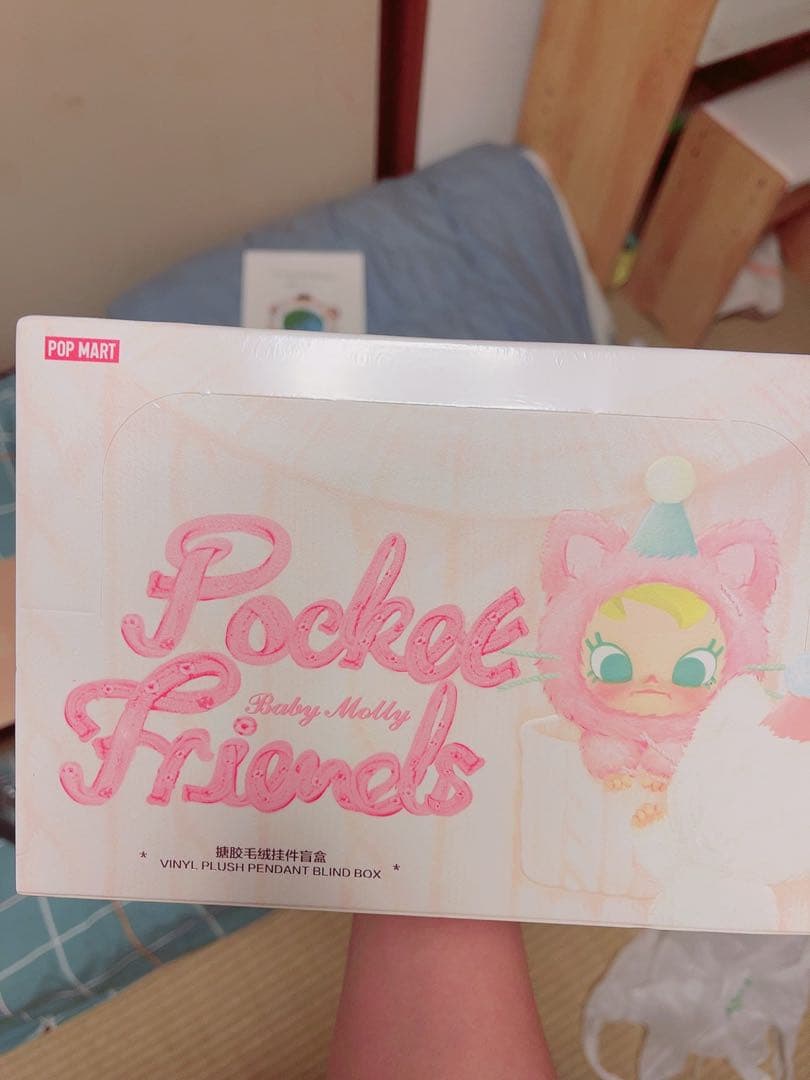 POP MART
Pocket
Baby Molly
Friends
* 搪胶毛绒挂件盲盒 *
VINYL PLUSH PENDANT BLIND BOX